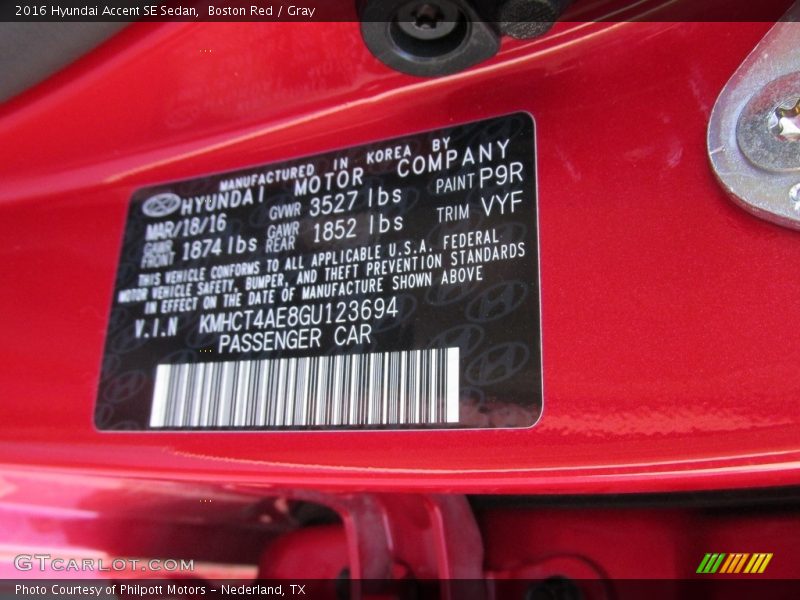 2016 Hyundai Accent SE Sedan,  Boston Red / Gray
MANUFACTURED IN KOREA BY
HYUNDAI MOTOR COMPANY
MAR/18/16 GVWR 3527 lbs PAINT P9R
GAWR FRONT 1874 lbs GAWR REAR 1852 lbs TRIM VYF
THIS VEHICLE CONFORMS TO ALL APPLICABLE U.S.A. FEDERAL
MOTOR VEHICLE SAFETY, BUMPER, AND THEFT PREVENTION STANDARDS
IN EFFECT ON THE DATE OF MANUFACTURE SHOWN ABOVE
V.I.N KMHCT4AE8GU123694
PASSENGER CAR
GTcarlot.com
Photo Courtesy of Philpott Motors - Nederland, TX